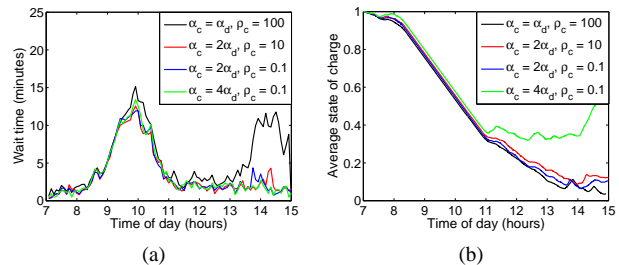 25
20
15
10
5
0
Wait time (minutes)
α_c = α_d, ρ_c = 100
α_c = 2α_d, ρ_c = 10
α_c = 2α_d, ρ_c = 0.1
α_c = 4α_d, ρ_c = 0.1
7 8 9 10 11 12 13 14 15
Time of day (hours)
(a)
1
0.8
0.6
0.4
0.2
0
Average state of charge
α_c = α_d, ρ_c = 100
α_c = 2α_d, ρ_c = 10
α_c = 2α_d, ρ_c = 0.1
α_c = 4α_d, ρ_c = 0.1
7 8 9 10 11 12 13 14 15
Time of day (hours)
(b)